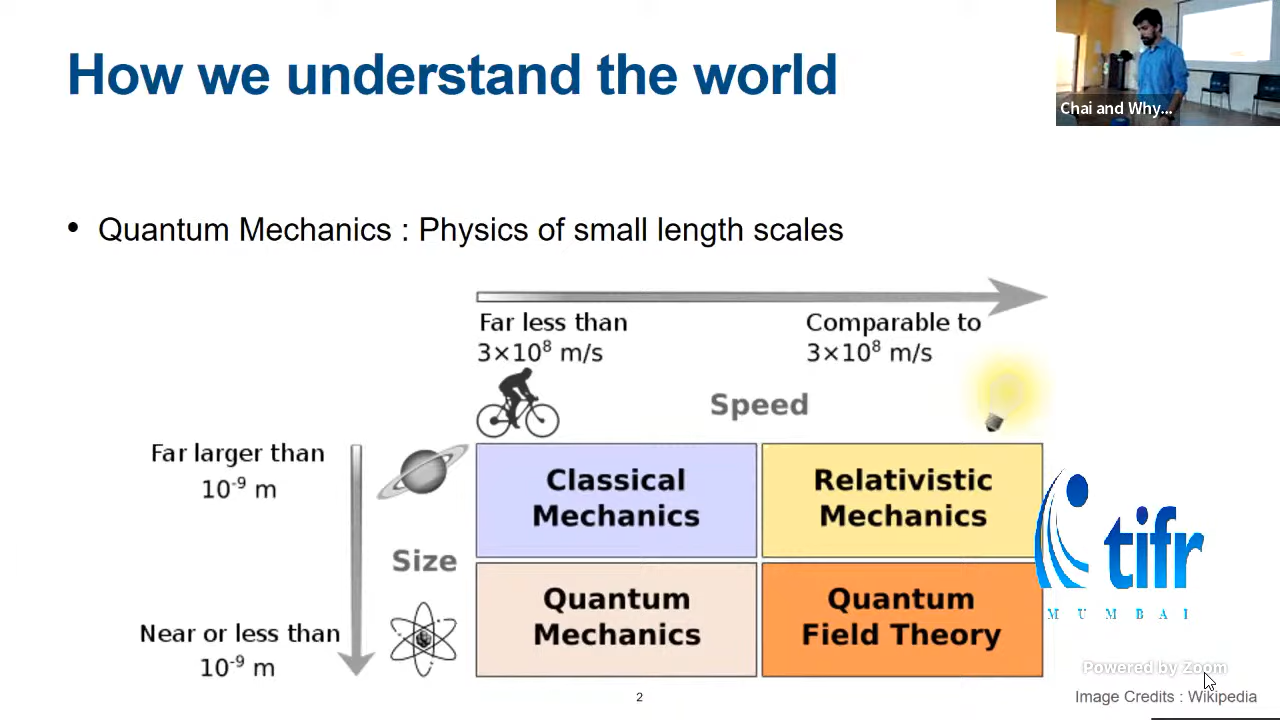 How we understand the world
Chai and Why...
• Quantum Mechanics : Physics of small length scales
Far less than
3×10⁸ m/s
Comparable to
3×10⁸ m/s
Speed
Far larger than
10⁻⁹ m
Classical
Mechanics
Relativistic
Mechanics
Size
Near or less than
10⁻⁹ m
Quantum
Mechanics
Quantum
Field Theory
tifr
MUMBAI
Powered by Zoom
2
Image Credits : Wikipedia